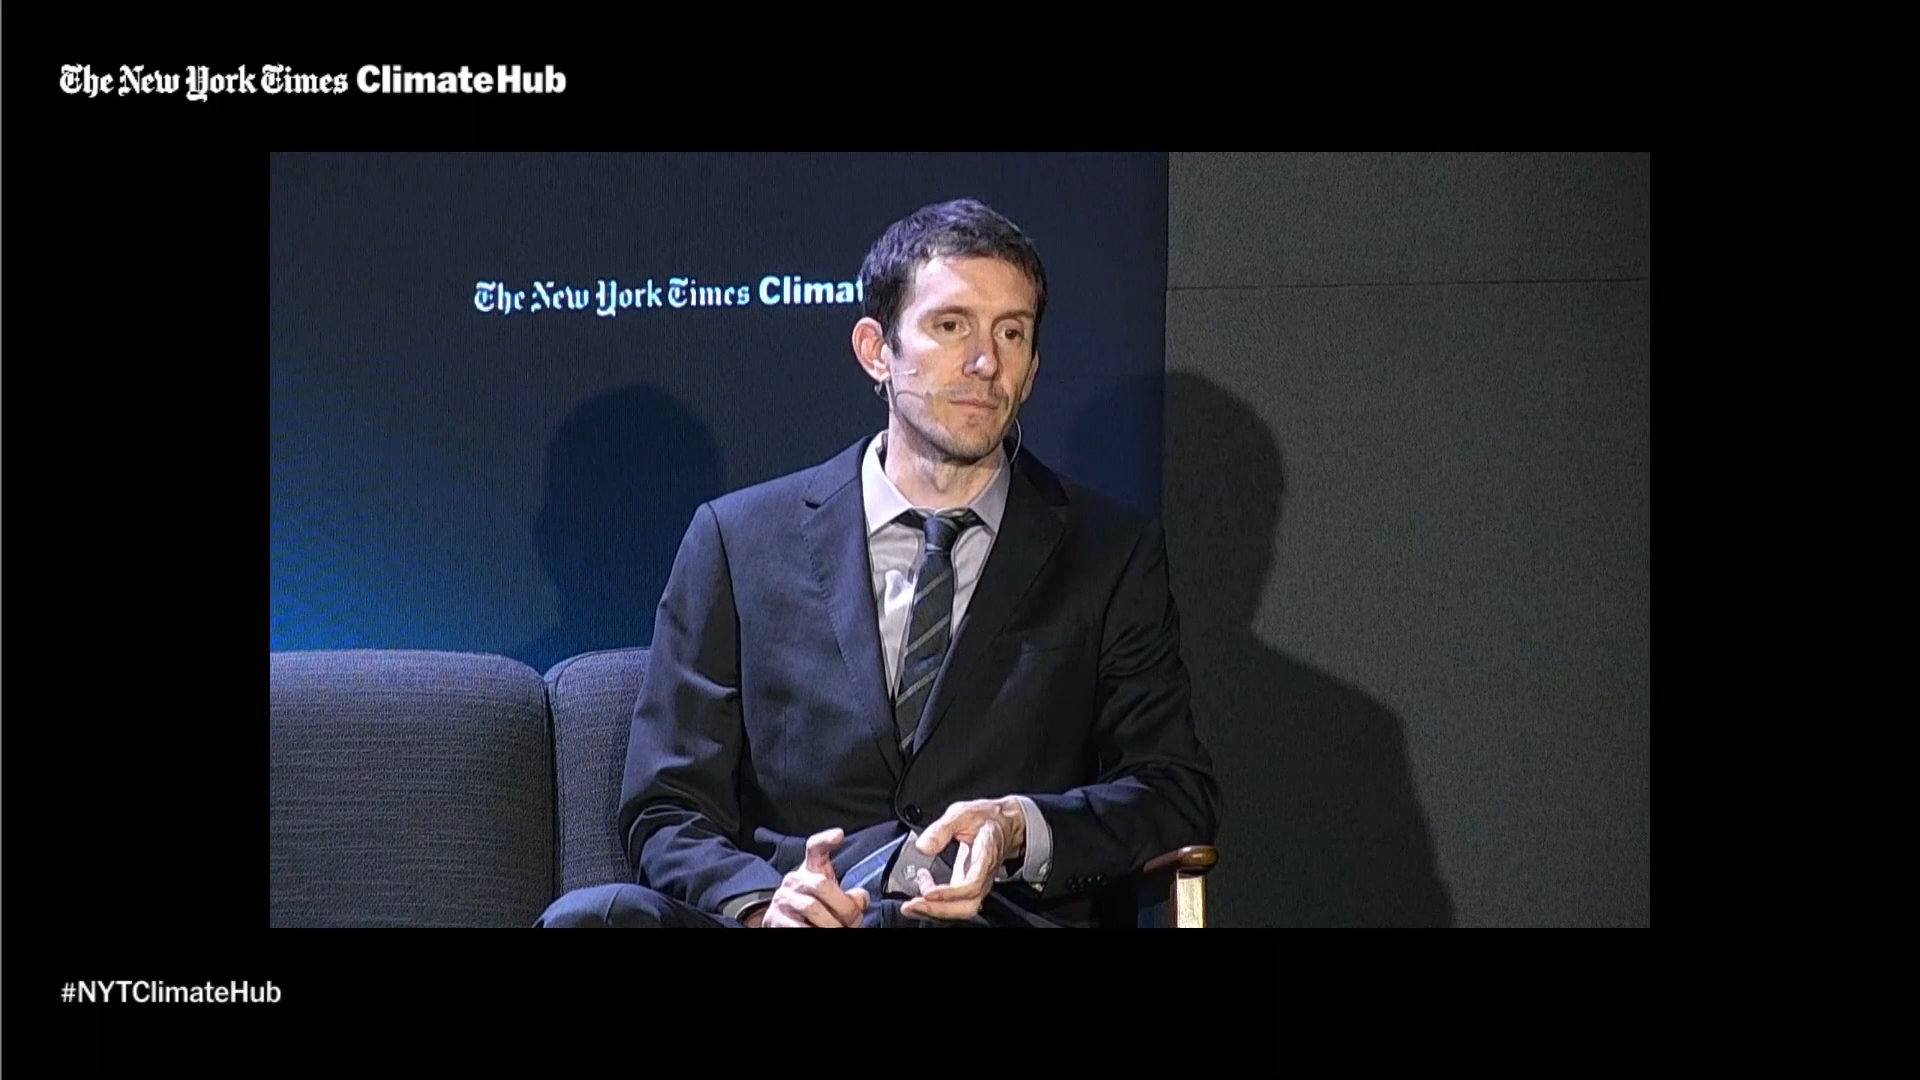 The New York Times Climate Hub
The New York Times Climat
#NYTClimateHub